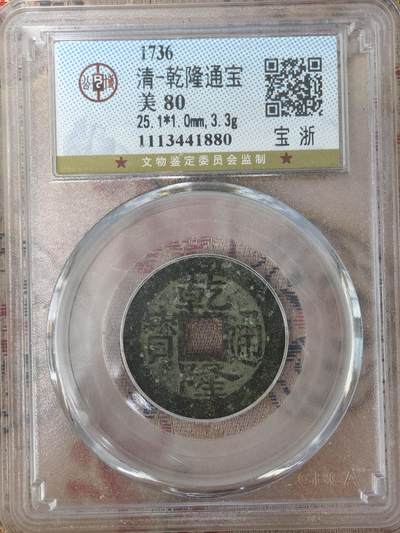 1736
清-乾隆通宝
美 80
25.1*1.0mm,3.3g
1113441880
宝 浙
★ 文物鉴定委员会监制 ★
乾隆通寶